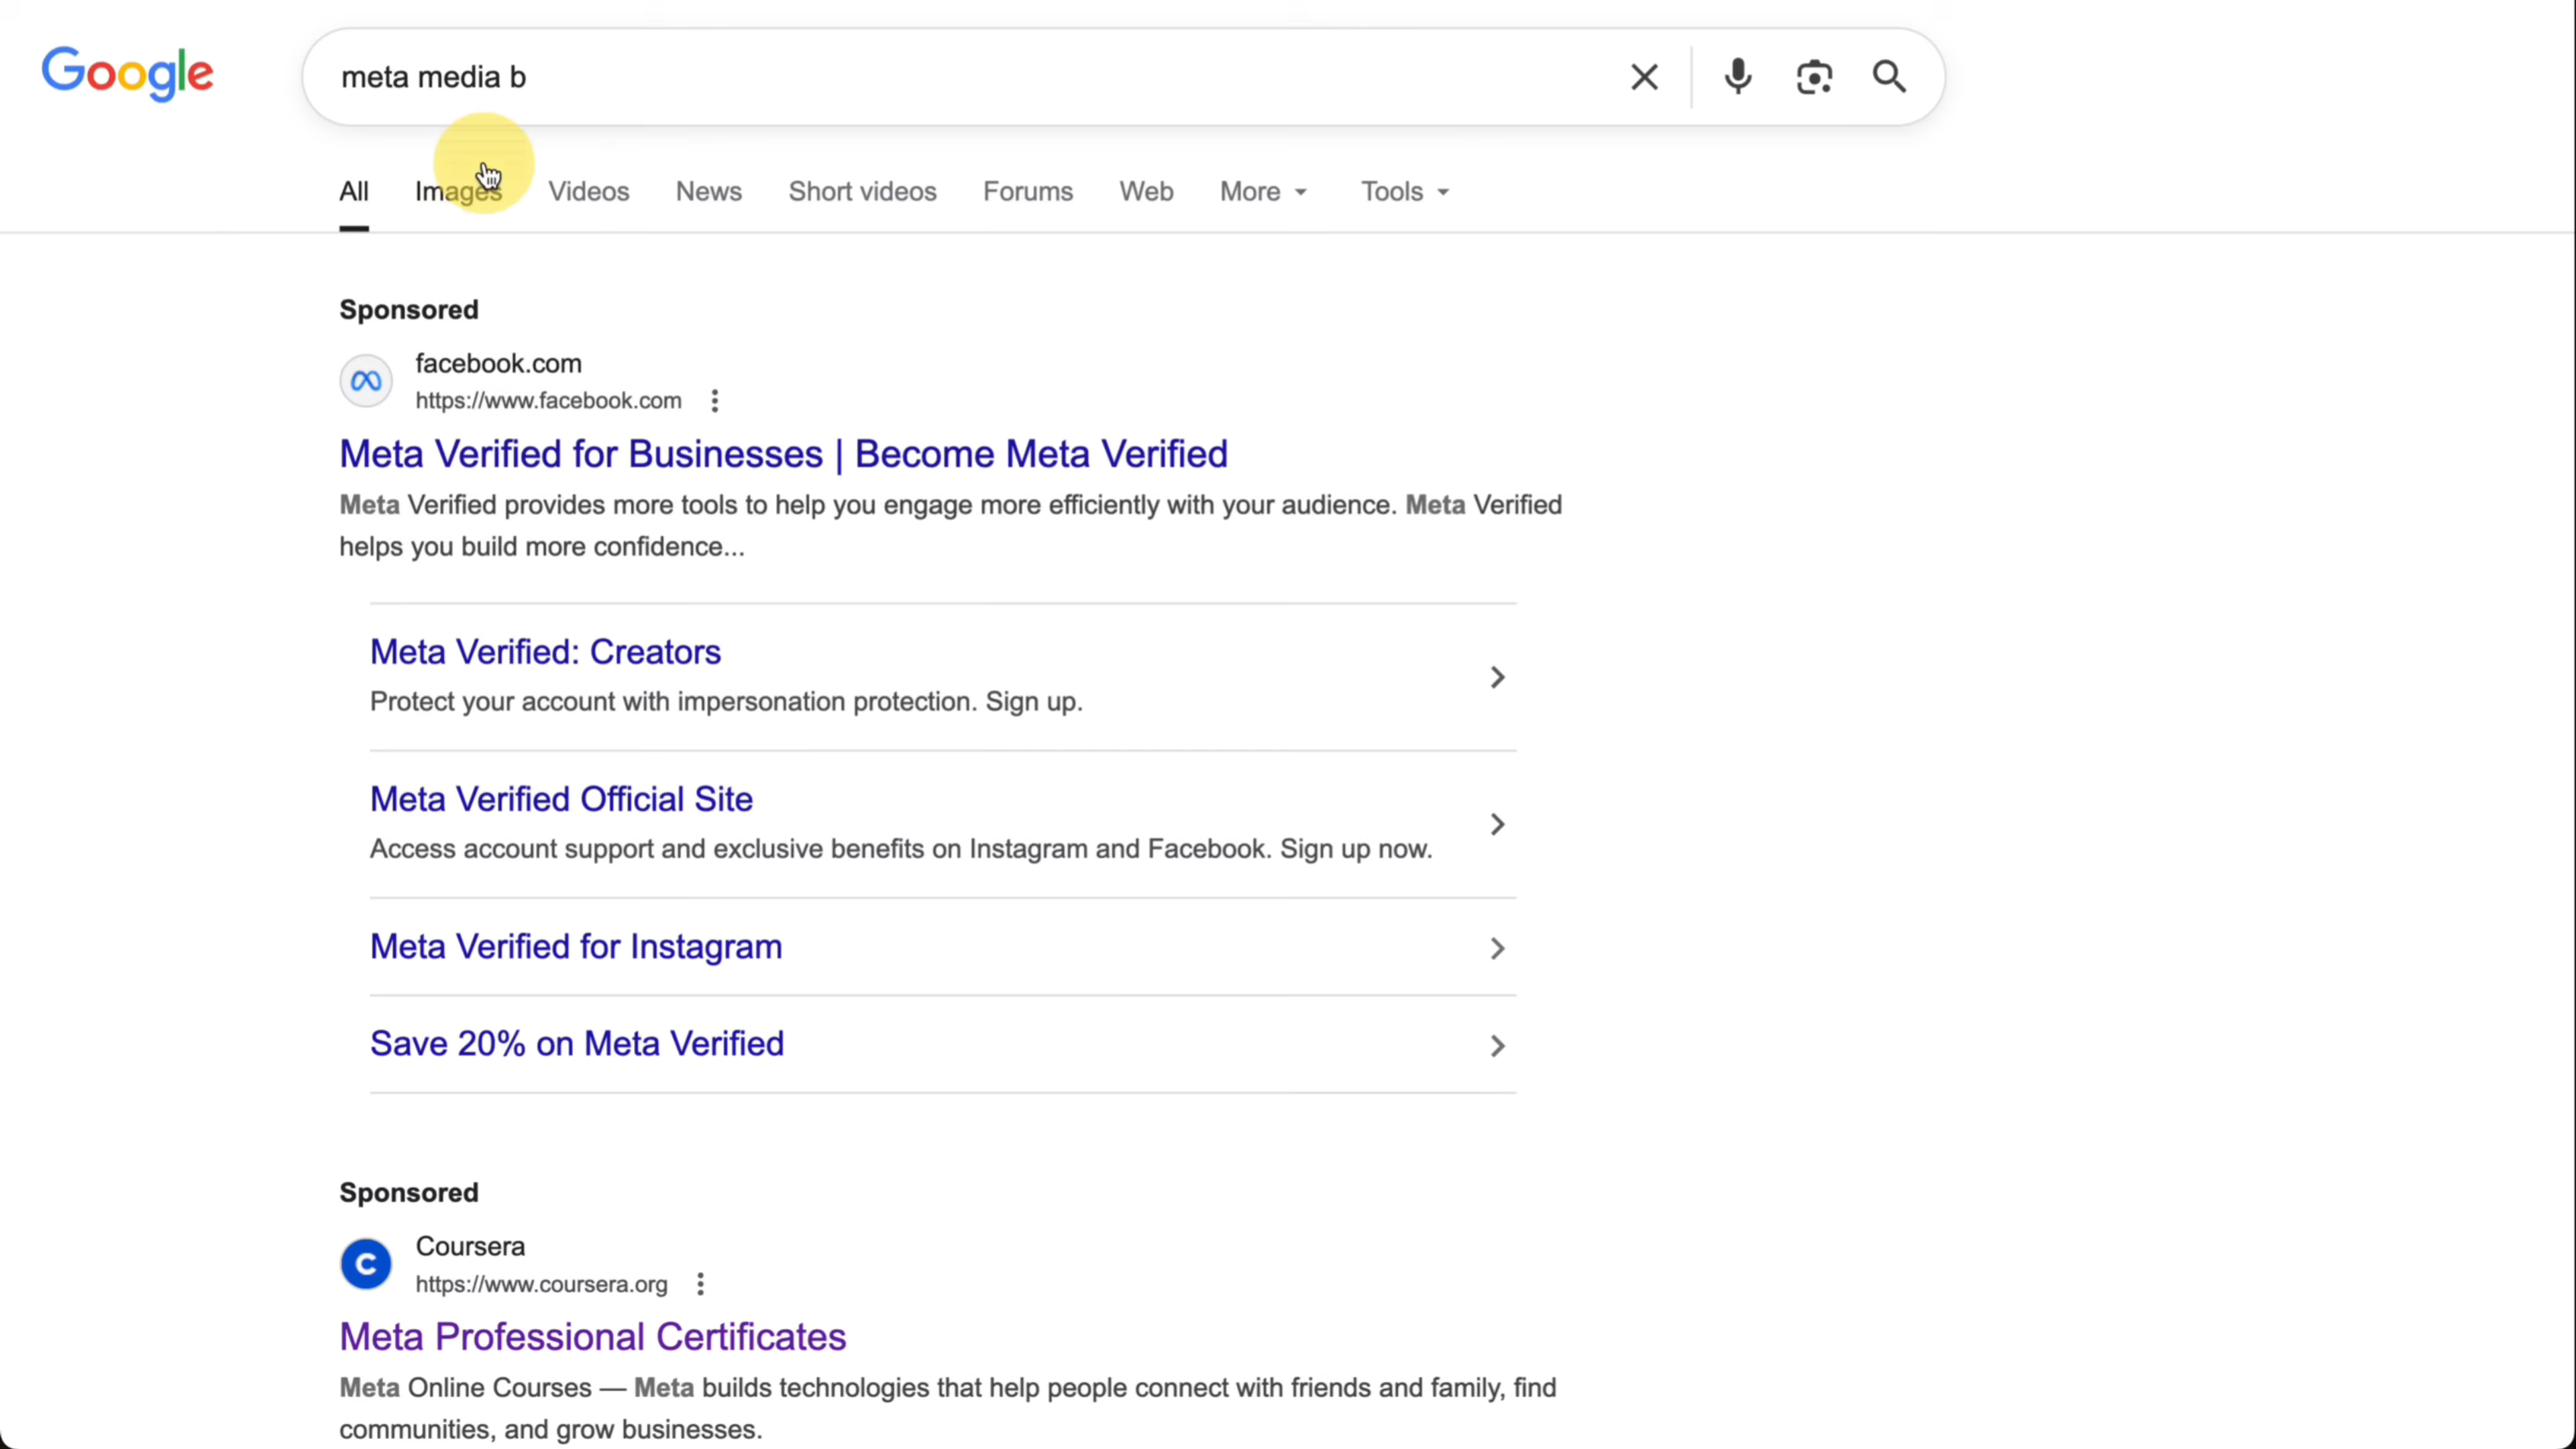 Google
meta media b
All Images Videos News Short videos Forums Web More Tools
Sponsored
facebook.com
https://www.facebook.com
Meta Verified for Businesses | Become Meta Verified
Meta Verified provides more tools to help you engage more efficiently with your audience. Meta Verified
helps you build more confidence...
Meta Verified: Creators
Protect your account with impersonation protection. Sign up.
Meta Verified Official Site
Access account support and exclusive benefits on Instagram and Facebook. Sign up now.
Meta Verified for Instagram
Save 20% on Meta Verified
Sponsored
C
Coursera
https://www.coursera.org
Meta Professional Certificates
Meta Online Courses — Meta builds technologies that help people connect with friends and family, find
communities, and grow businesses.